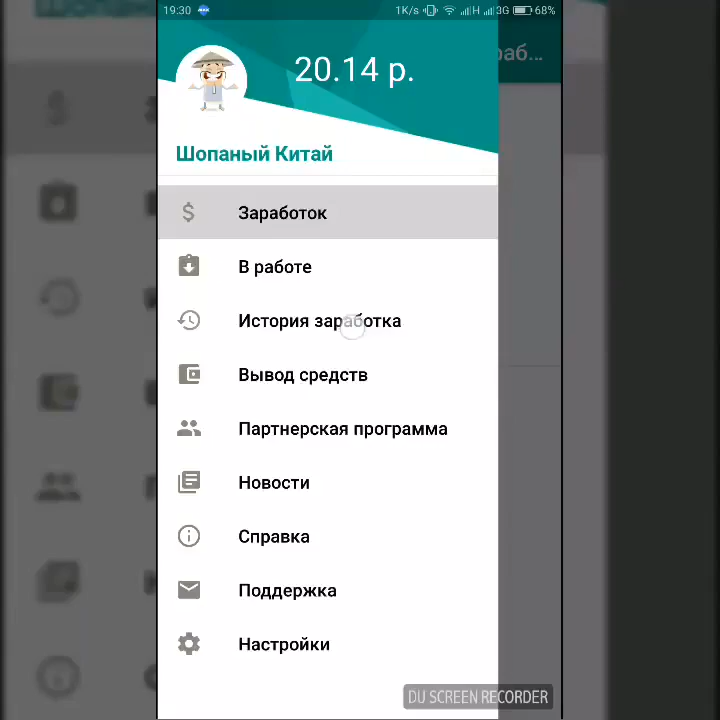 19:30 1K/s H 3G 68%
20.14 р.
раб...
Шопаный Китай
Заработок
В работе
История заработка
Вывод средств
Партнерская программа
Новости
Справка
Поддержка
Настройки
DU SCREEN RECORDER